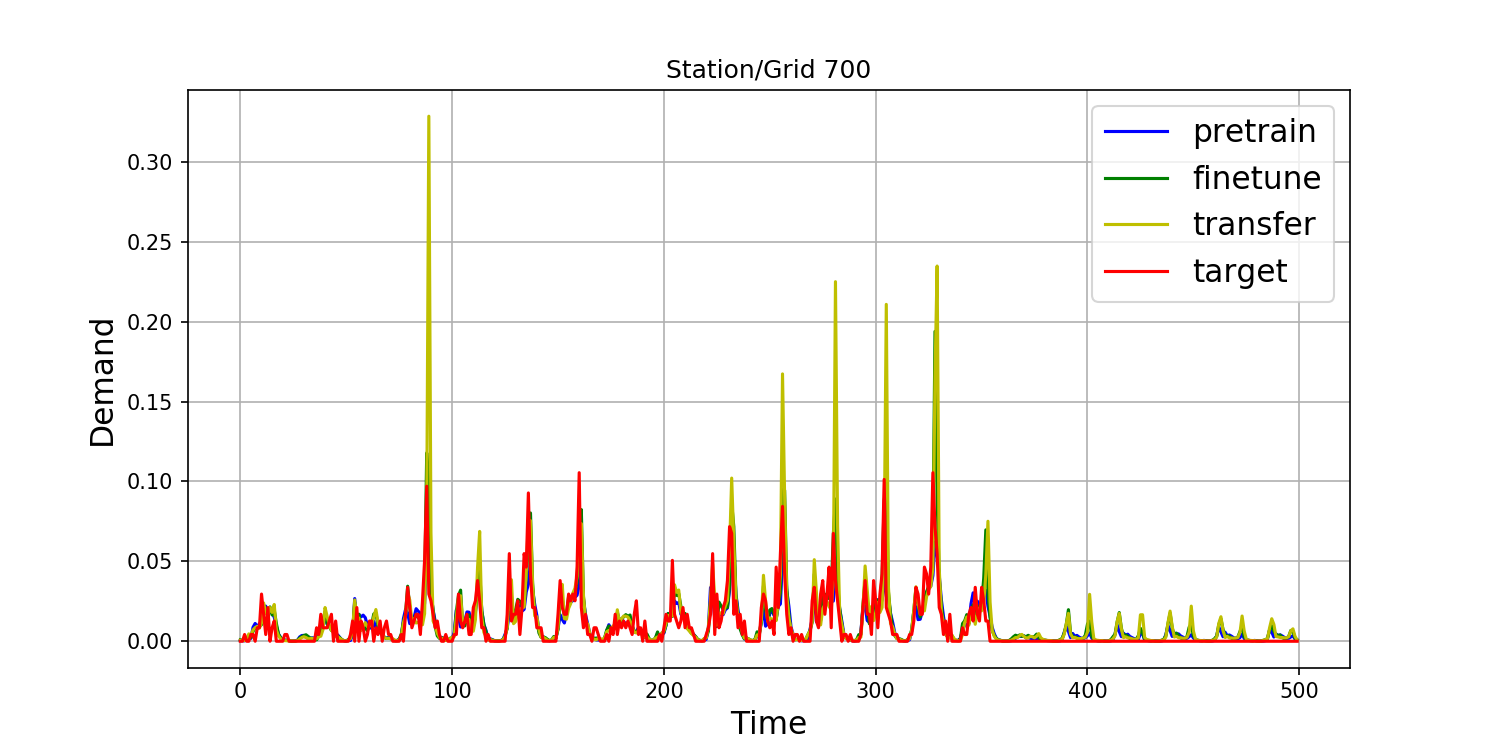 Station/Grid 700
pretrain
finetune
transfer
target
Demand
0.30
0.25
0.20
0.15
0.10
0.05
0.00
0 100 200 300 400 500
Time